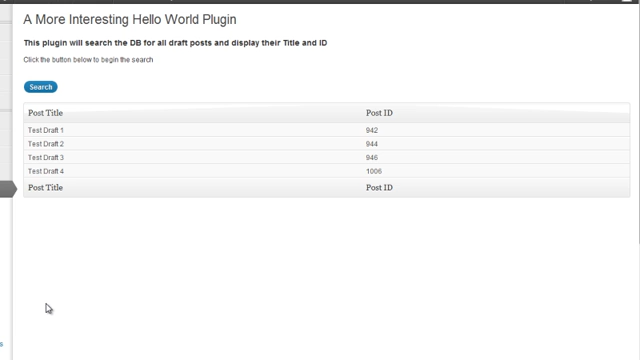 A More Interesting Hello World Plugin
This plugin will search the DB for all draft posts and display their Title and ID
Click the button below to begin the search
Search
Post Title Post ID
Test Draft 1 942
Test Draft 2 944
Test Draft 3 946
Test Draft 4 1006
Post Title Post ID
s